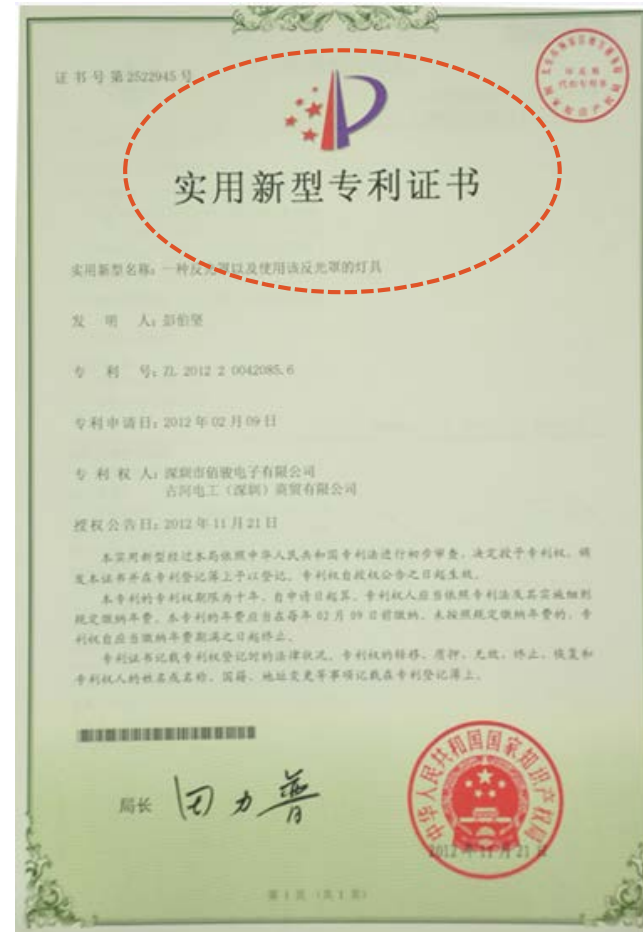 证书号第2522945号
实用新型专利证书
实用新型名称：一种反光罩以及使用该反光罩的灯具
发 明 人：彭伯坚
专 利 号：ZL 2012 2 0042085.6
专利申请日：2012年02月09日
专 利 权 人：深圳市佰骏电子有限公司
古河电工（深圳）商贸有限公司
授权公告日：2012年11月21日
本实用新型经过本局依照中华人民共和国专利法进行初步审查，决定授予专利权，颁
发本证书并在专利登记簿上予以登记。专利权自授权公告之日起生效。
本专利的专利权期限为十年，自申请日起算。专利权人应当依照专利法及其实施细则
规定缴纳年费。本专利的年费应当在每年02月09日前缴纳。未按照规定缴纳年费的，专
利权自应当缴纳年费期满之日起终止。
专利证书记载专利权登记时的法律状况。专利权的转移、质押、无效、终止、恢复和
专利权人的姓名或名称、国籍、地址变更等事项记载在专利登记簿上。
局长 田力普
中华人民共和国国家知识产权局
2012年11月21日
第1页（共1页）